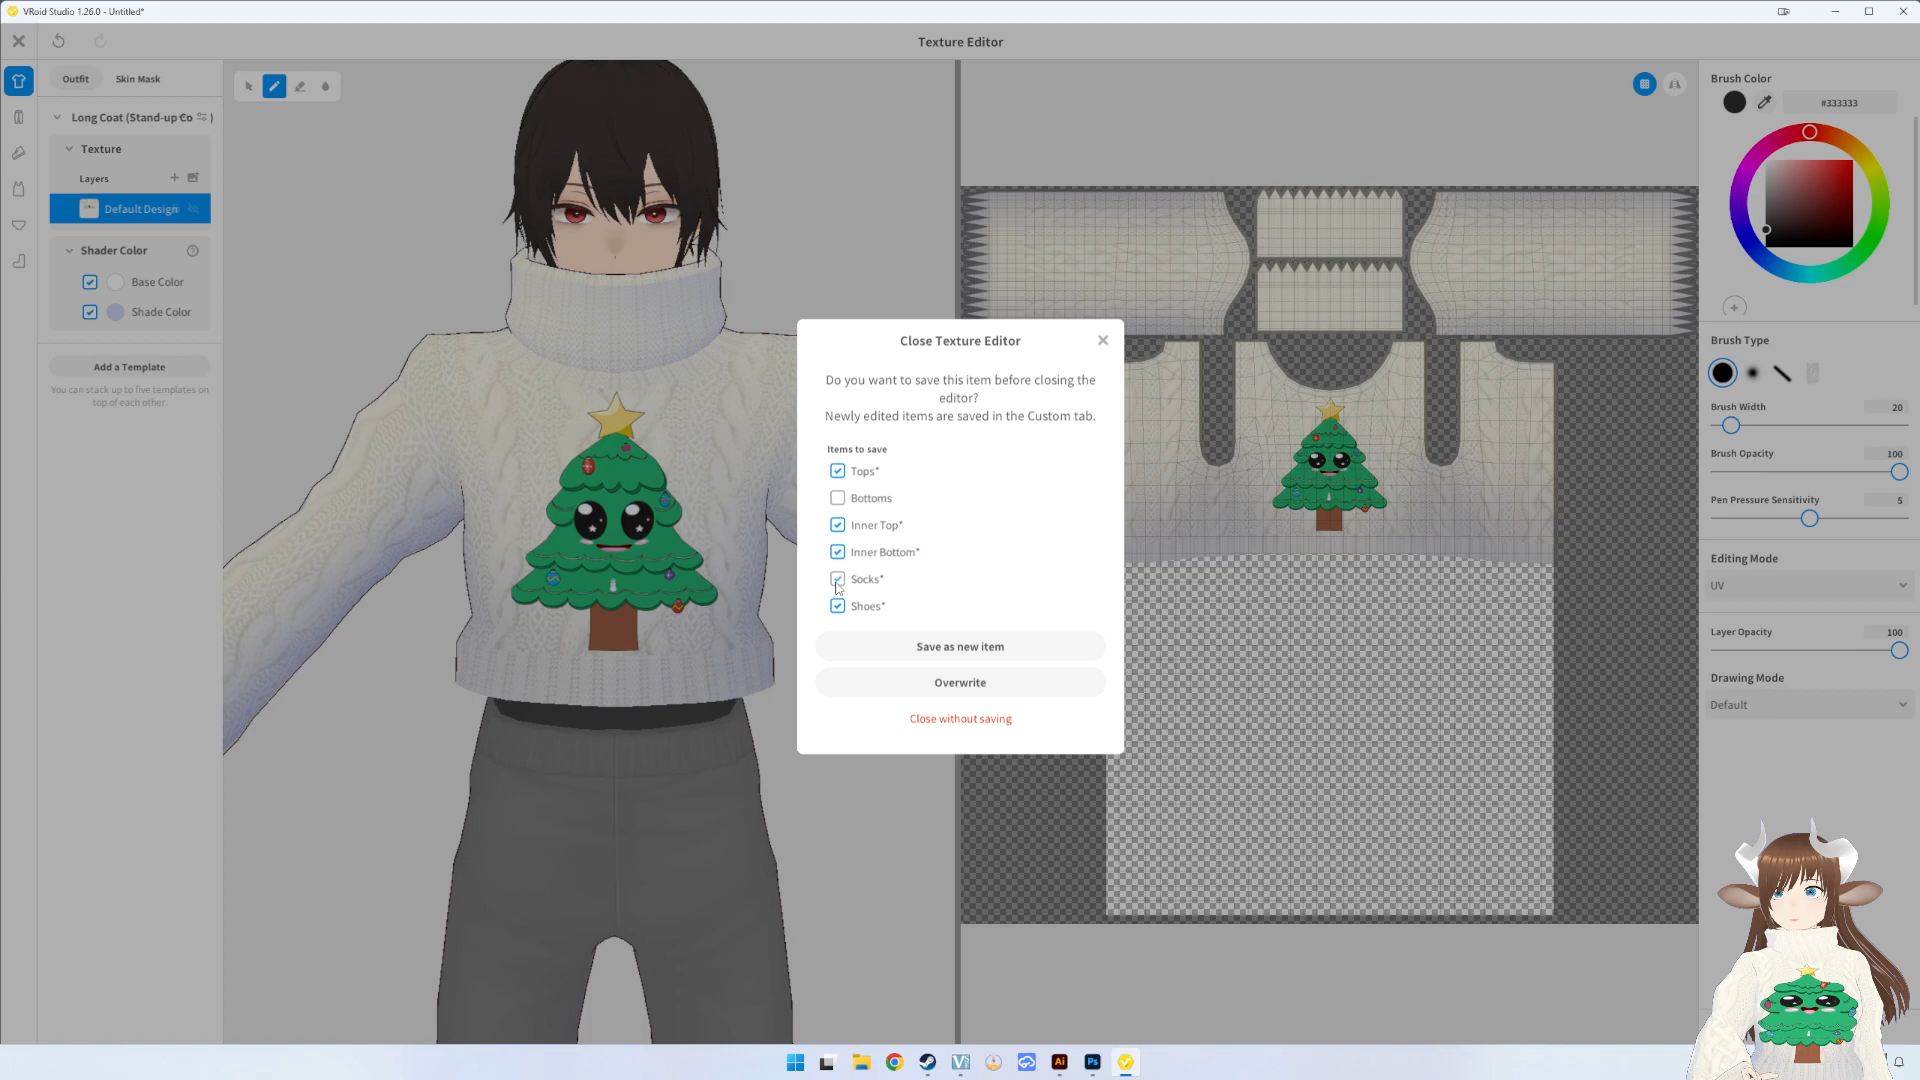 VRoid Studio 1.26.0 - Untitled*
Texture Editor
Outfit
Skin Mask
Long Coat (Stand-up Co )
Texture
Layers
Default Design
Shader Color
Base Color
Shade Color
Add a Template
You can stack up to five templates on
top of each other.
Close Texture Editor
Do you want to save this item before closing the
editor?
Newly edited items are saved in the Custom tab.
Items to save
Tops*
Bottoms
Inner Top*
Inner Bottom*
Socks*
Shoes*
Save as new item
Overwrite
Close without saving
Brush Color
#333333
Brush Type
Brush Width
20
Brush Opacity
100
Pen Pressure Sensitivity
5
Editing Mode
UV
Layer Opacity
100
Drawing Mode
Default
Ai
Ps